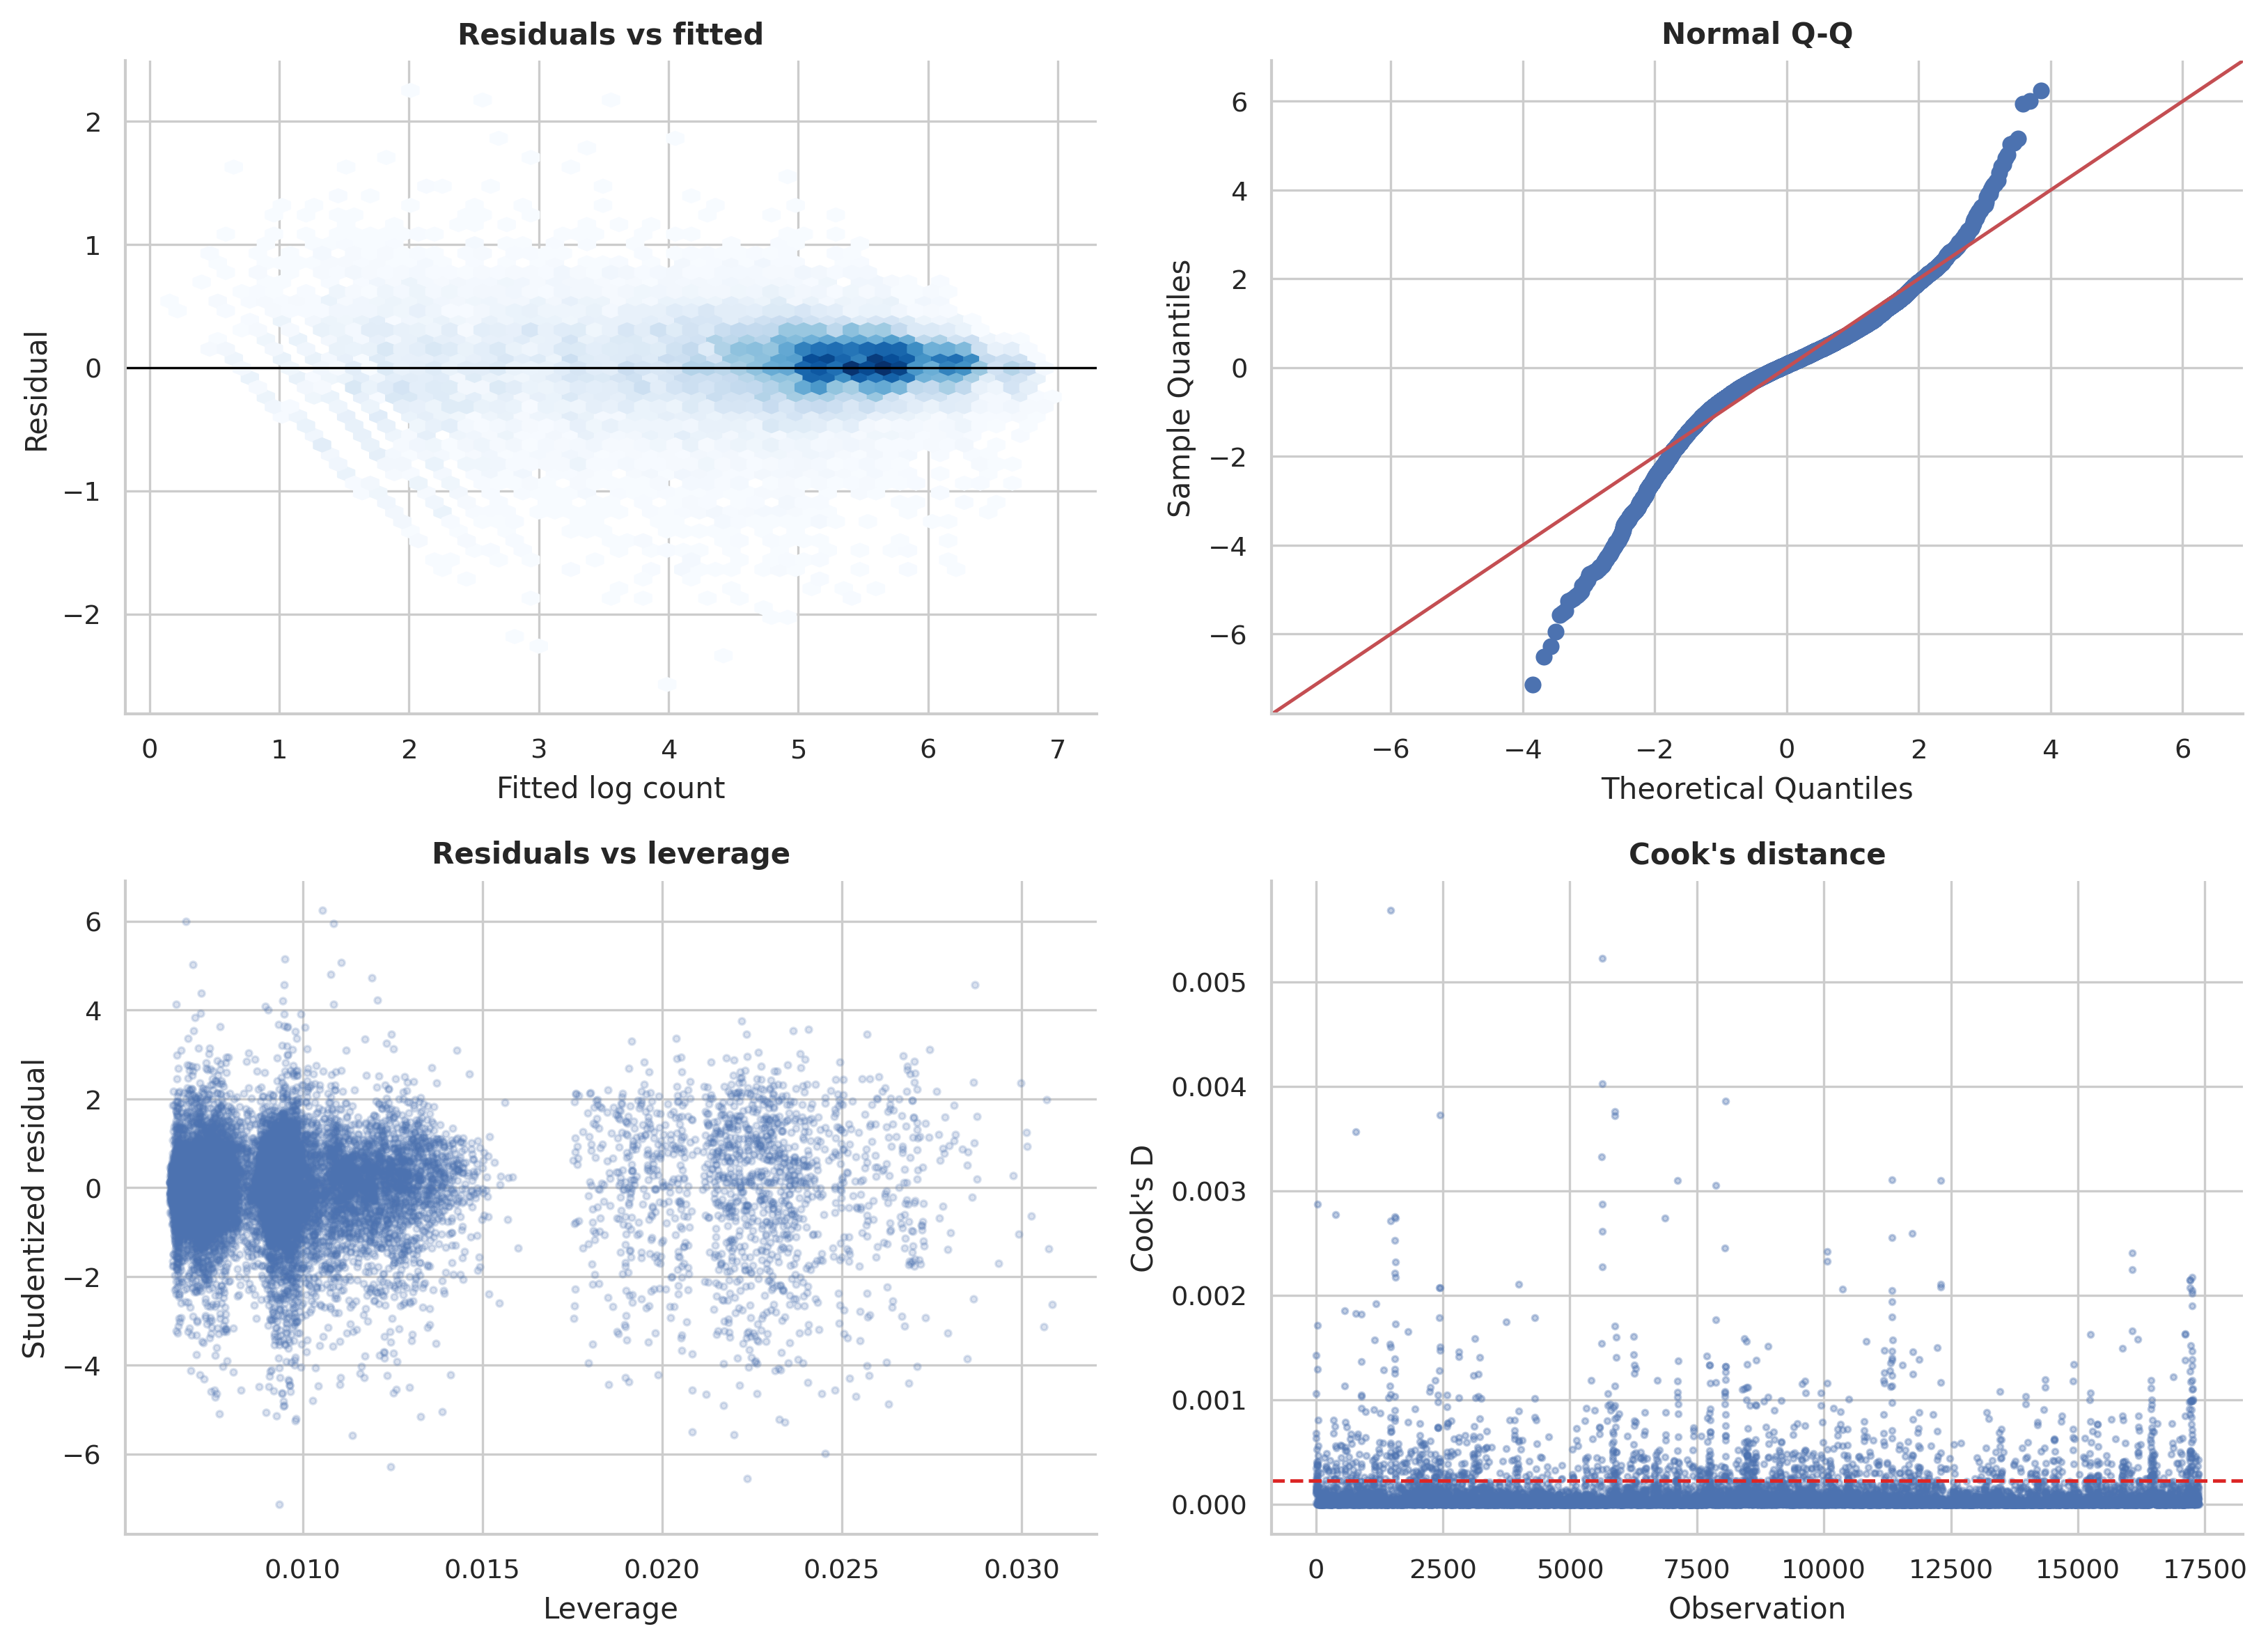 Residuals vs fitted
2
1
0
−1
−2
Residual
0 1 2 3 4 5 6 7
Fitted log count
Normal Q-Q
6
4
2
0
−2
−4
−6
Sample Quantiles
−6 −4 −2 0 2 4 6
Theoretical Quantiles
Residuals vs leverage
6
4
2
0
−2
−4
−6
Studentized residual
0.010 0.015 0.020 0.025 0.030
Leverage
Cook's distance
0.005
0.004
0.003
0.002
0.001
0.000
Cook's D
0 2500 5000 7500 10000 12500 15000 17500
Observation